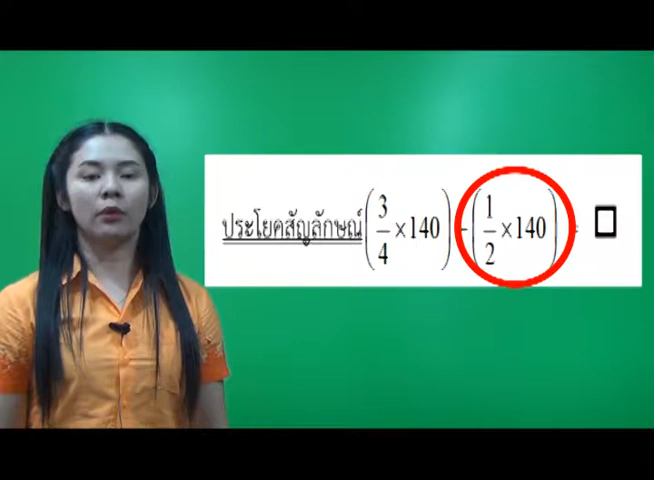 ประโยคสัญลักษณ์ (3/4 × 140) - (1/2 × 140) = □